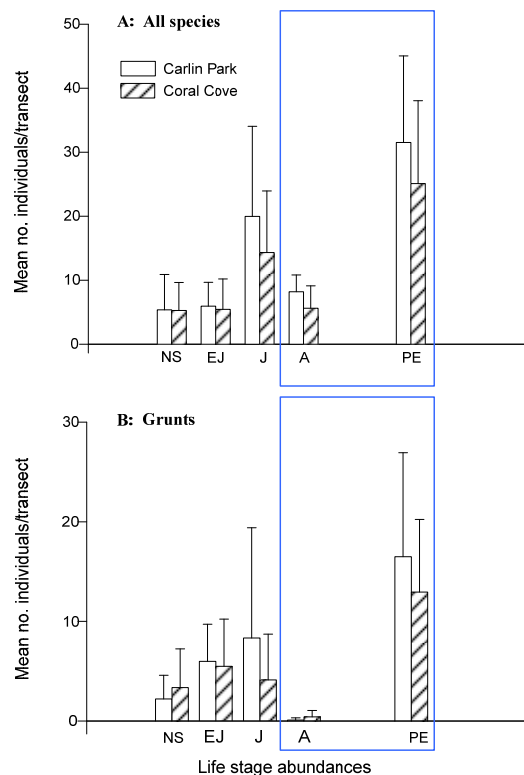 A: All species
50
Carlin Park
Coral Cove
40
30
20
10
0
Mean no. individuals/transect
NS EJ J A PE
B: Grunts
30
20
10
0
Mean no. individuals/transect
NS EJ J A PE
Life stage abundances